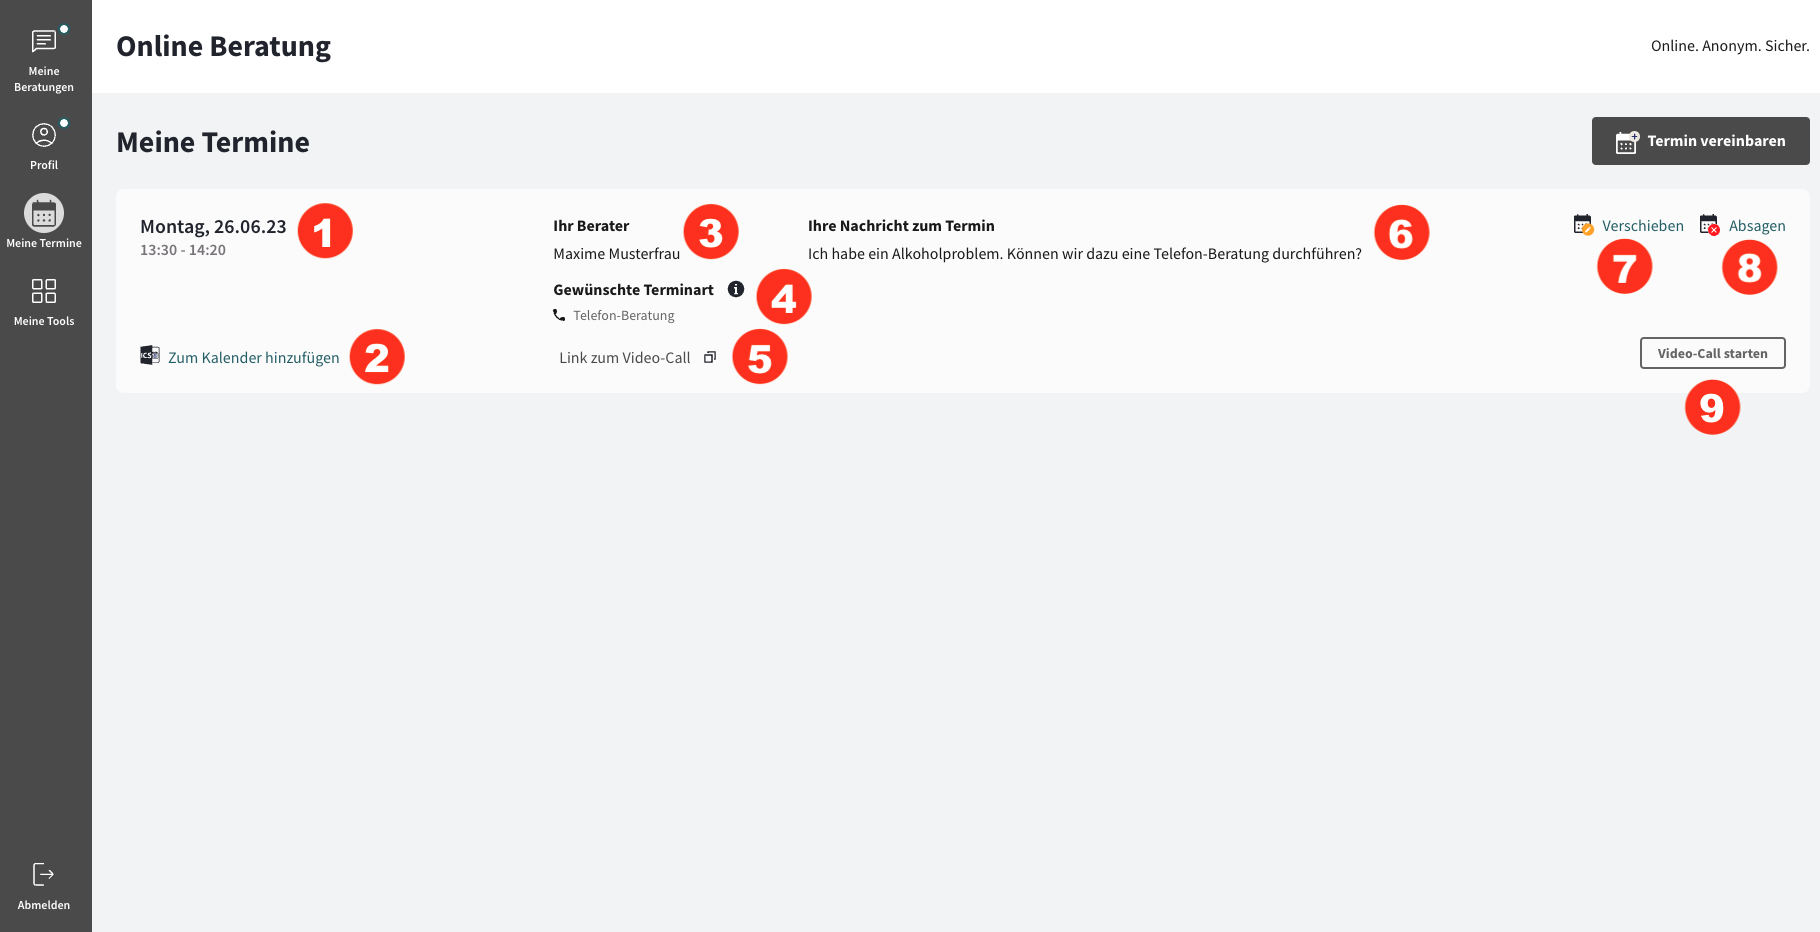 Meine
Beratungen
Profil
Meine Termine
Meine Tools
Abmelden
Online Beratung
Online. Anonym. Sicher.
Meine Termine
Termin vereinbaren
Montag, 26.06.23
1
13:30 - 14:20
ICS
Zum Kalender hinzufügen
2
Ihr Berater
Maxime Musterfrau
3
Gewünschte Terminart
4
Telefon-Beratung
Link zum Video-Call
5
Ihre Nachricht zum Termin
Ich habe ein Alkoholproblem. Können wir dazu eine Telefon-Beratung durchführen?
6
Verschieben
7
Absagen
8
Video-Call starten
9